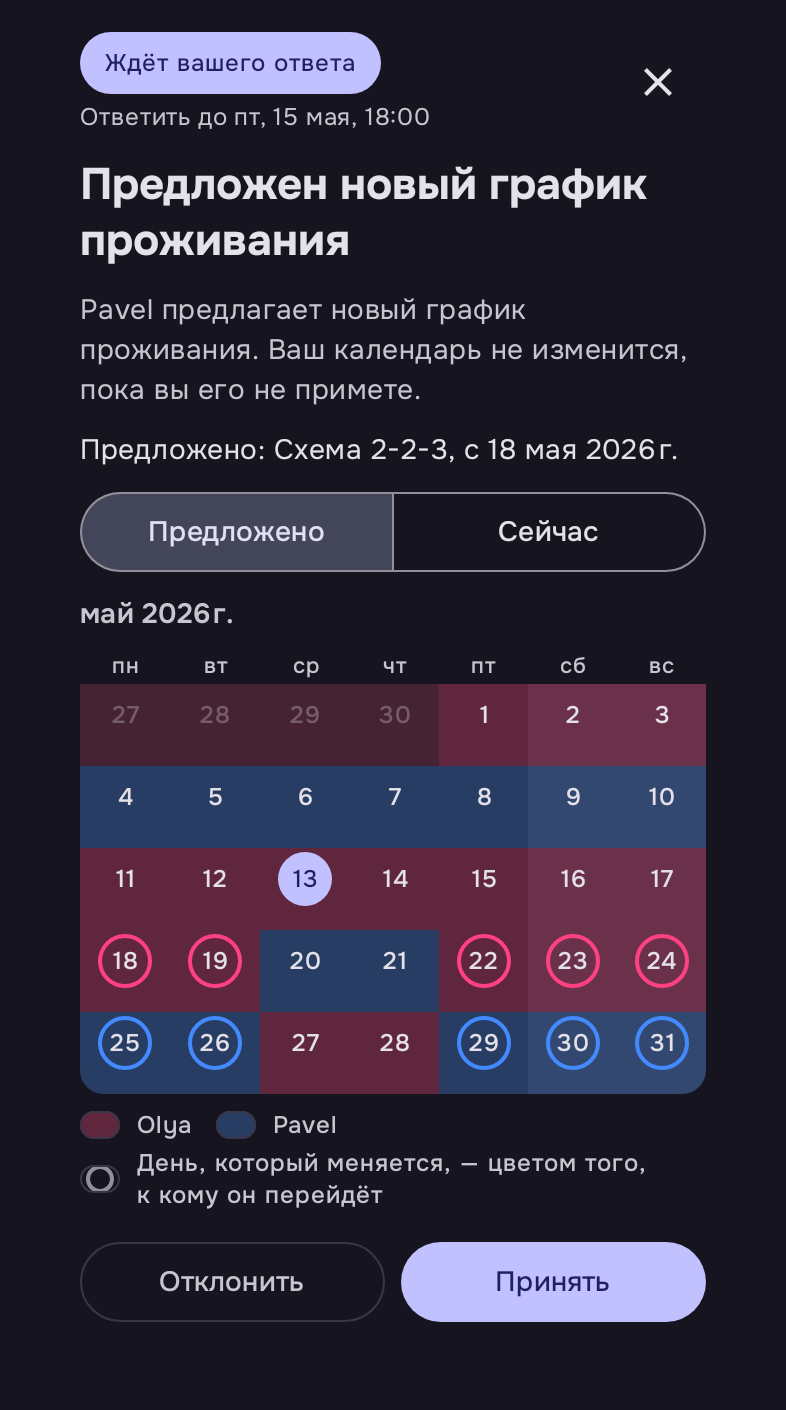 Ждёт вашего ответа
Ответить до пт, 15 мая, 18:00
Предложен новый график
проживания
Pavel предлагает новый график
проживания. Ваш календарь не изменится,
пока вы его не примете.
Предложено: Схема 2-2-3, с 18 мая 2026 г.
Предложено Сейчас
май 2026 г.
пн вт ср чт пт сб вс
27 28 29 30 1 2 3
4 5 6 7 8 9 10
11 12 13 14 15 16 17
18 19 20 21 22 23 24
25 26 27 28 29 30 31
Olya Pavel
День, который меняется, — цветом того,
к кому он перейдёт
Отклонить Принять